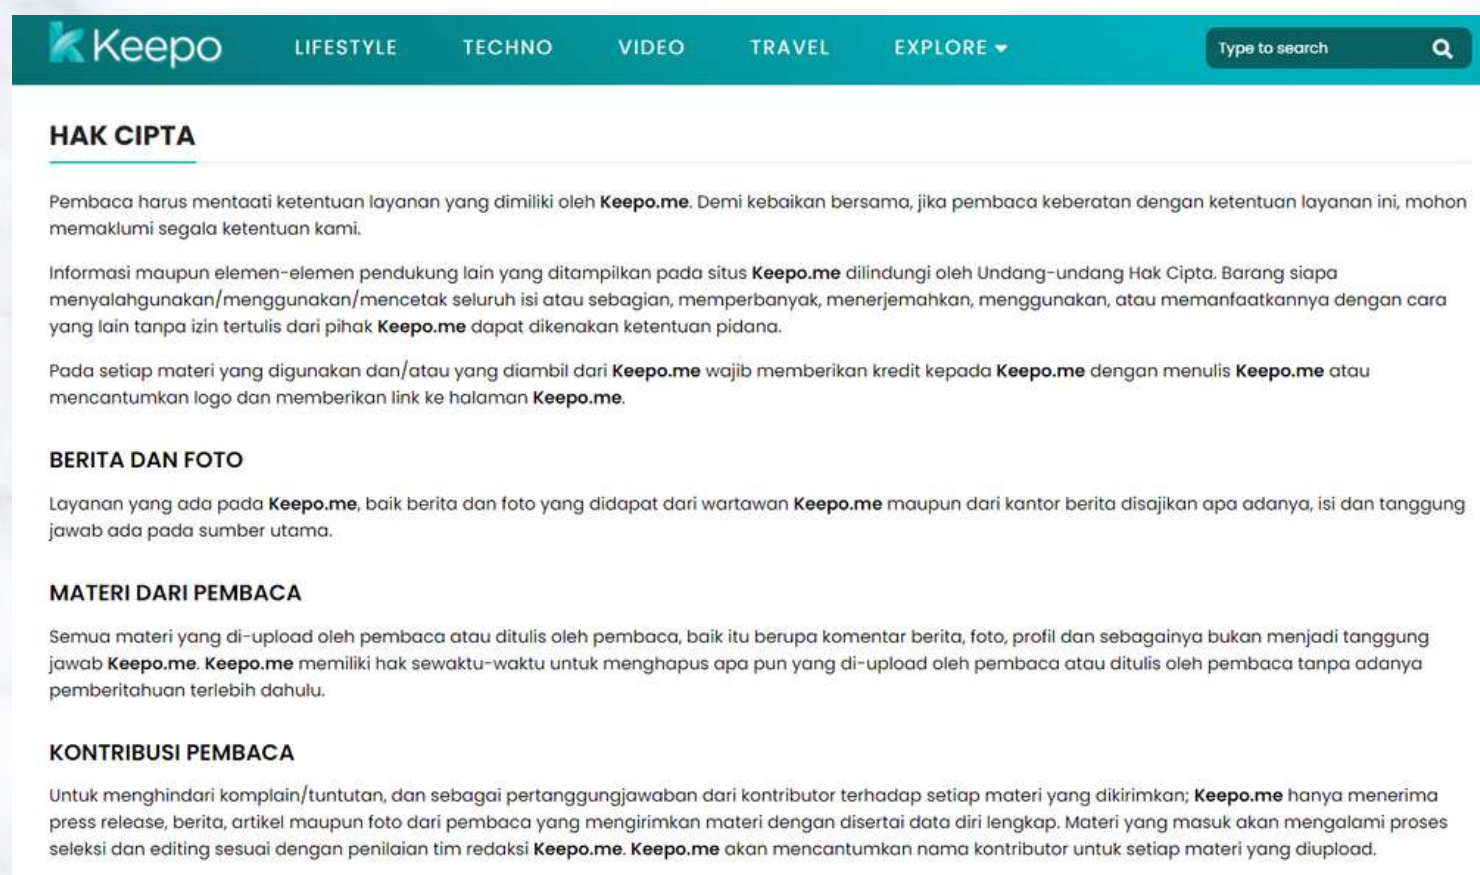 Keepo LIFESTYLE TECHNO VIDEO TRAVEL EXPLORE Type to search
HAK CIPTA
Pembaca harus mentaati ketentuan layanan yang dimiliki oleh Keepo.me. Demi kebaikan bersama, jika pembaca keberatan dengan ketentuan layanan ini, mohon
memaklumi segala ketentuan kami.
Informasi maupun elemen-elemen pendukung lain yang ditampilkan pada situs Keepo.me dilindungi oleh Undang-undang Hak Cipta. Barang siapa
menyalahgunakan/menggunakan/mencetak seluruh isi atau sebagian, memperbanyak, menerjemahkan, menggunakan, atau memanfaatkannya dengan cara
yang lain tanpa izin tertulis dari pihak Keepo.me dapat dikenakan ketentuan pidana.
Pada setiap materi yang digunakan dan/atau yang diambil dari Keepo.me wajib memberikan kredit kepada Keepo.me dengan menulis Keepo.me atau
mencantumkan logo dan memberikan link ke halaman Keepo.me.
BERITA DAN FOTO
Layanan yang ada pada Keepo.me, baik berita dan foto yang didapat dari wartawan Keepo.me maupun dari kantor berita disajikan apa adanya, isi dan tanggung
jawab ada pada sumber utama.
MATERI DARI PEMBACA
Semua materi yang di-upload oleh pembaca atau ditulis oleh pembaca, baik itu berupa komentar berita, foto, profil dan sebagainya bukan menjadi tanggung
jawab Keepo.me. Keepo.me memiliki hak sewaktu-waktu untuk menghapus apa pun yang di-upload oleh pembaca atau ditulis oleh pembaca tanpa adanya
pemberitahuan terlebih dahulu.
KONTRIBUSI PEMBACA
Untuk menghindari komplain/tuntutan, dan sebagai pertanggungjawaban dari kontributor terhadap setiap materi yang dikirimkan; Keepo.me hanya menerima
press release, berita, artikel maupun foto dari pembaca yang mengirimkan materi dengan disertai data diri lengkap. Materi yang masuk akan mengalami proses
seleksi dan editing sesuai dengan penilaian tim redaksi Keepo.me. Keepo.me akan mencantumkan nama kontributor untuk setiap materi yang diupload.